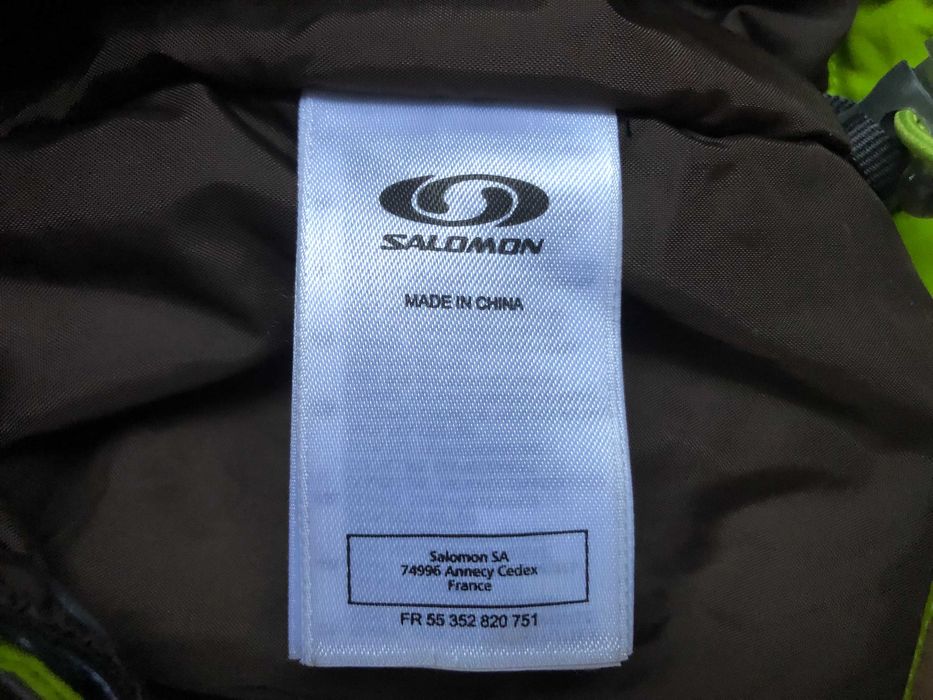 SALOMON
MADE IN CHINA
Salomon SA
74996 Annecy Cedex
France
FR 55 352 820 751